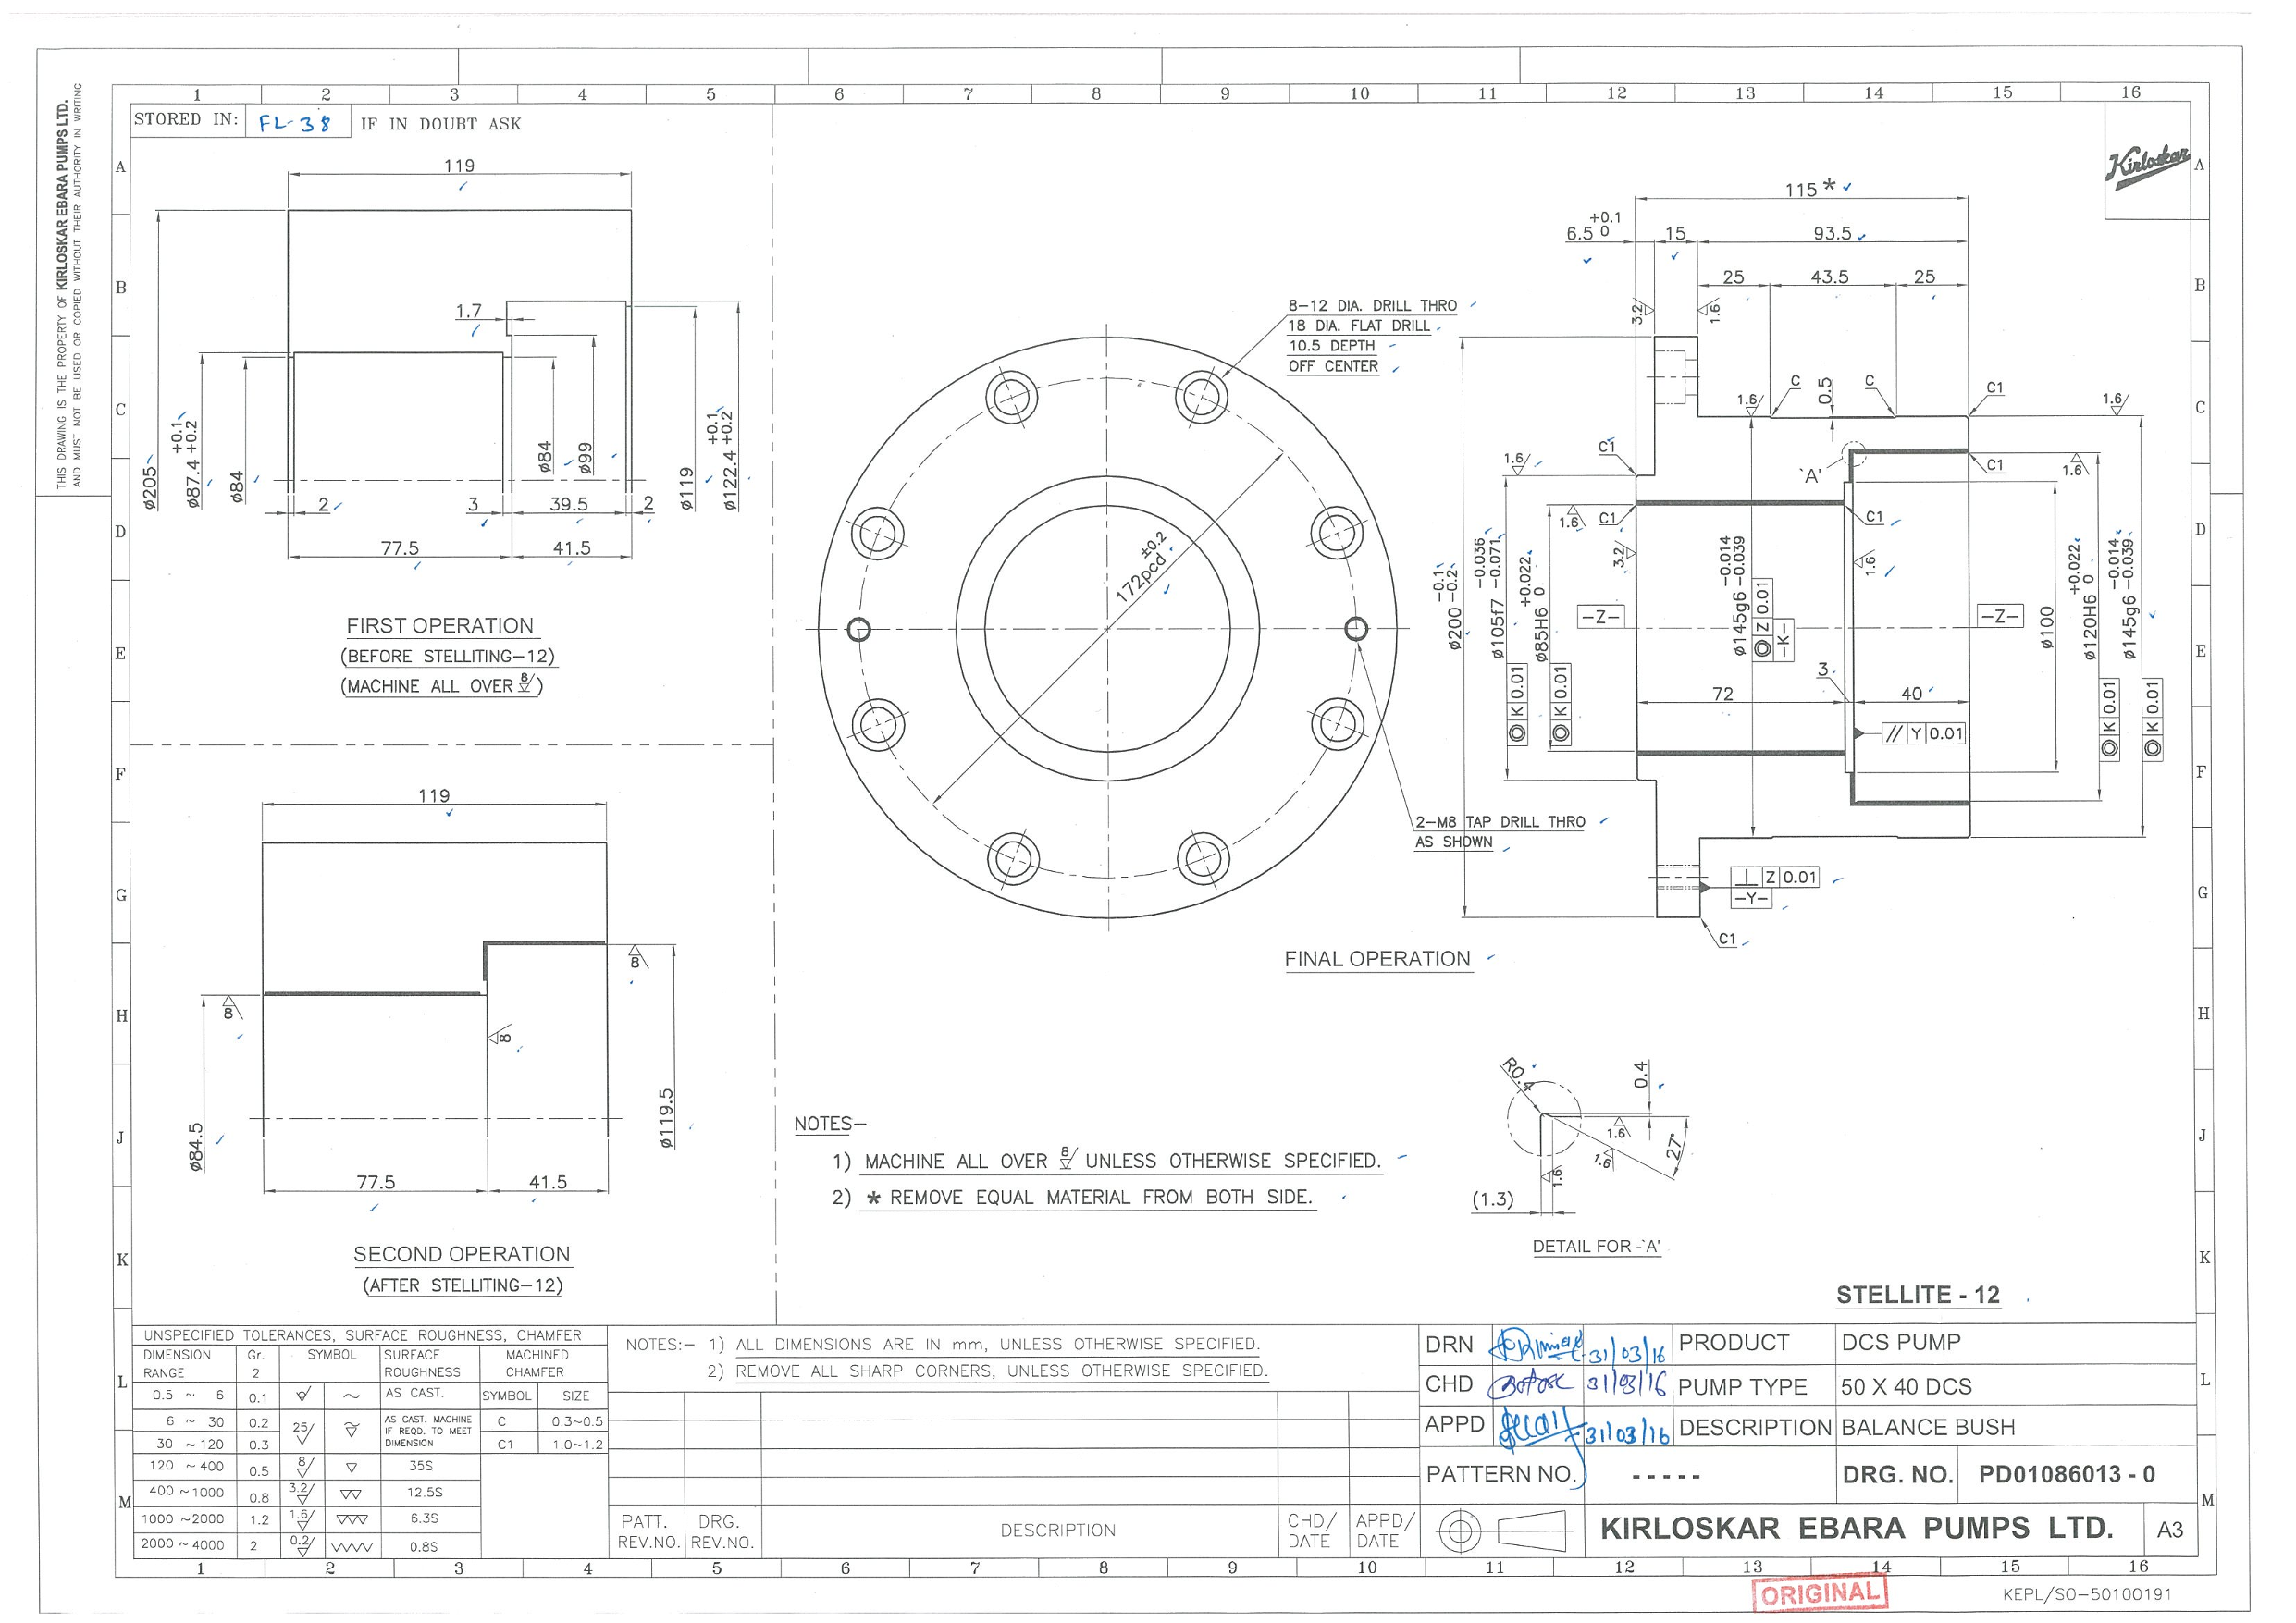 THIS DRAWING IS THE PROPERTY OF KIRLOSKAR EBARA PUMPS LTD.
AND MUST NOT BE USED OR COPIED WITHOUT THEIR AUTHORITY IN WRITING
1 2 3 4 5 6 7 8 9 10 11 12 13 14 15 16
STORED IN: FL-38 IF IN DOUBT ASK
Kirloskar
A
B
C
D
E
F
G
H
J
K
L
M
119
1.7
ø205
ø87.4 +0.1 +0.2
ø84
ø84
ø99
ø119
ø122.4 +0.1 +0.2
2
3
39.5
2
77.5
41.5
FIRST OPERATION
(BEFORE STELLITING-12)
(MACHINE ALL OVER 8)
119
8
8
8
ø84.5
ø119.5
77.5
41.5
SECOND OPERATION
(AFTER STELLITING-12)
8-12 DIA. DRILL THRO
18 DIA. FLAT DRILL
10.5 DEPTH
OFF CENTER
172pcd ±0.2
2-M8 TAP DRILL THRO
AS SHOWN
FINAL OPERATION
115 *
6.5 +0.1 0
15
93.5
25
43.5
25
3.2
1.6
C
0.5
C
C1
1.6
1.6
C1
1.6
'A'
C1
1.6
1.6
C1
C1
3.2
1.6
ø200 -0.1 -0.2
ø105f7 -0.036 -0.071
ø85H6 +0.022 0
-Z-
ø145g6 -0.014 -0.039
Z 0.01
-K-
-Z-
ø100
ø120H6 +0.022 0
ø145g6 -0.014 -0.039
K 0.01
K 0.01
K 0.01
K 0.01
3
72
40
// Y 0.01
⊥ Z 0.01
-Y-
C1
R0.4
0.4
1.6
1.6
1.6
27°
(1.3)
DETAIL FOR -'A'
NOTES-
1) MACHINE ALL OVER 8 UNLESS OTHERWISE SPECIFIED.
2) * REMOVE EQUAL MATERIAL FROM BOTH SIDE.
STELLITE - 12
UNSPECIFIED TOLERANCES, SURFACE ROUGHNESS, CHAMFER
DIMENSION RANGE Gr. 2 SYMBOL SURFACE ROUGHNESS MACHINED CHAMFER
0.5 ~ 6 0.1 ~ AS CAST. SYMBOL SIZE
6 ~ 30 0.2 25 AS CAST. MACHINE IF REQD. TO MEET DIMENSION C 0.3~0.5
30 ~ 120 0.3 C1 1.0~1.2
120 ~ 400 0.5 8 35S
400 ~ 1000 0.8 3.2 12.5S
1000 ~ 2000 1.2 1.6 6.3S
2000 ~ 4000 2 0.2 0.8S
NOTES:- 1) ALL DIMENSIONS ARE IN mm, UNLESS OTHERWISE SPECIFIED.
2) REMOVE ALL SHARP CORNERS, UNLESS OTHERWISE SPECIFIED.
PATT. REV.NO. DRG. REV.NO. DESCRIPTION CHD/ DATE APPD/ DATE
DRN 31/03/16 PRODUCT DCS PUMP
CHD 31/03/16 PUMP TYPE 50 X 40 DCS
APPD 31/03/16 DESCRIPTION BALANCE BUSH
PATTERN NO. ----- DRG. NO. PD01086013 - 0
KIRLOSKAR EBARA PUMPS LTD. A3
1 2 3 4 5 6 7 8 9 10 11 12 13 14 15 16
ORIGINAL
KEPL/SO-50100191